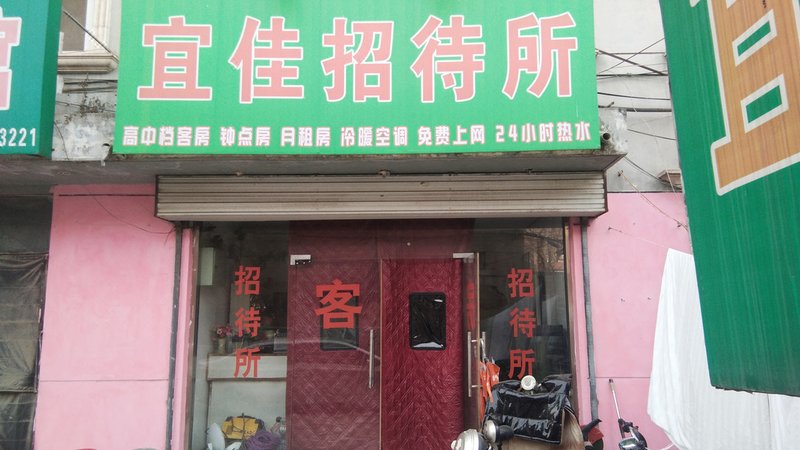 宜佳招待所
高中档客房 钟点房 月租房 冷暖空调 免费上网 24小时热水
3221
招待所
客
招待所